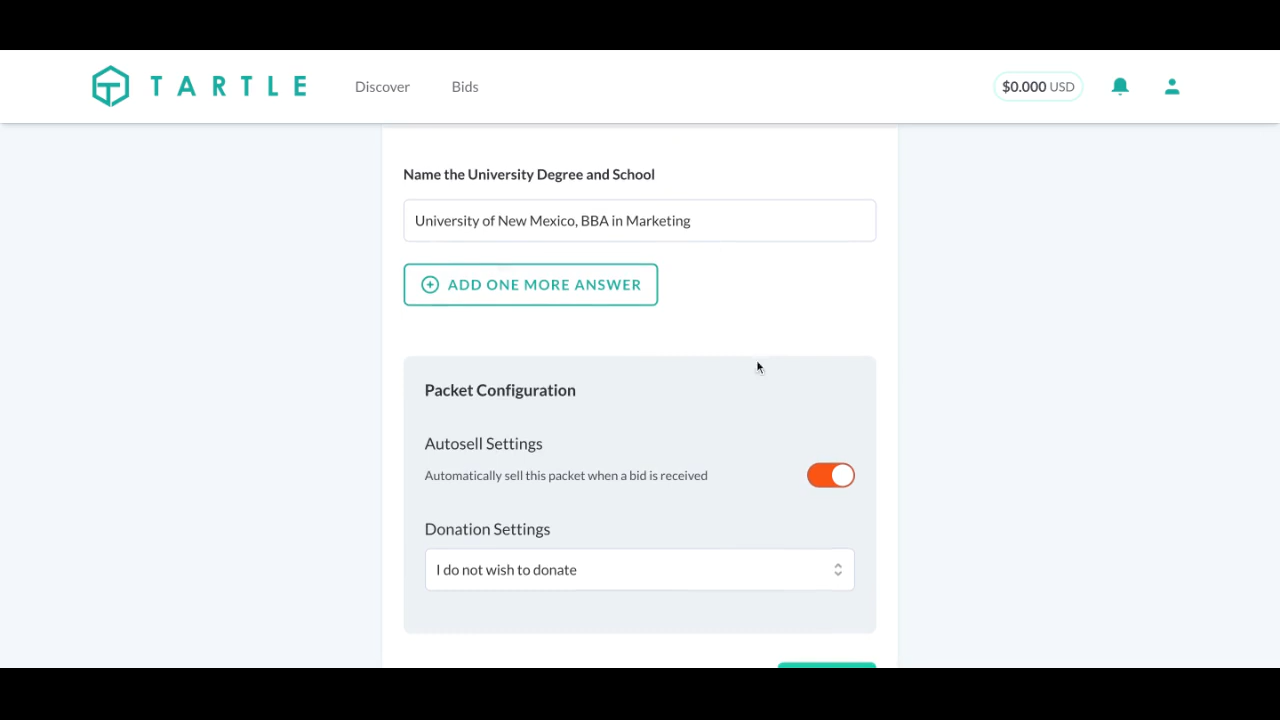 TARTLE
Discover
Bids
$0.000 USD
Name the University Degree and School
University of New Mexico, BBA in Marketing
ADD ONE MORE ANSWER
Packet Configuration
Autosell Settings
Automatically sell this packet when a bid is received
Donation Settings
I do not wish to donate